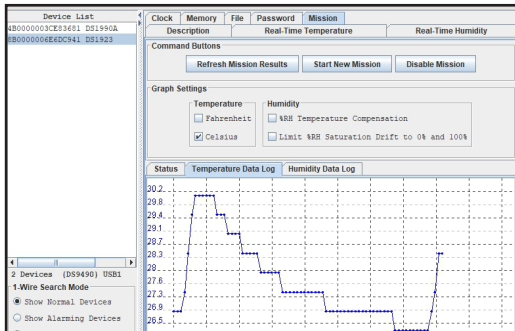 Device List
4B0000003CE83681 DS1990A
8B0000006E6DC941 DS1923
2 Devices (DS9490) USB1
1-Wire Search Mode
Show Normal Devices
Show Alarming Devices
Clock Memory File Password Mission
Description Real-Time Temperature Real-Time Humidity
Command Buttons
Refresh Mission Results Start New Mission Disable Mission
Graph Settings
Temperature Humidity
Fahrenheit %RH Temperature Compensation
Celsius Limit %RH Saturation Drift to 0% and 100%
Status Temperature Data Log Humidity Data Log
30.2
29.8
29.4
29.1
28.7
28.3
28
27.6
27.3
26.9
26.5